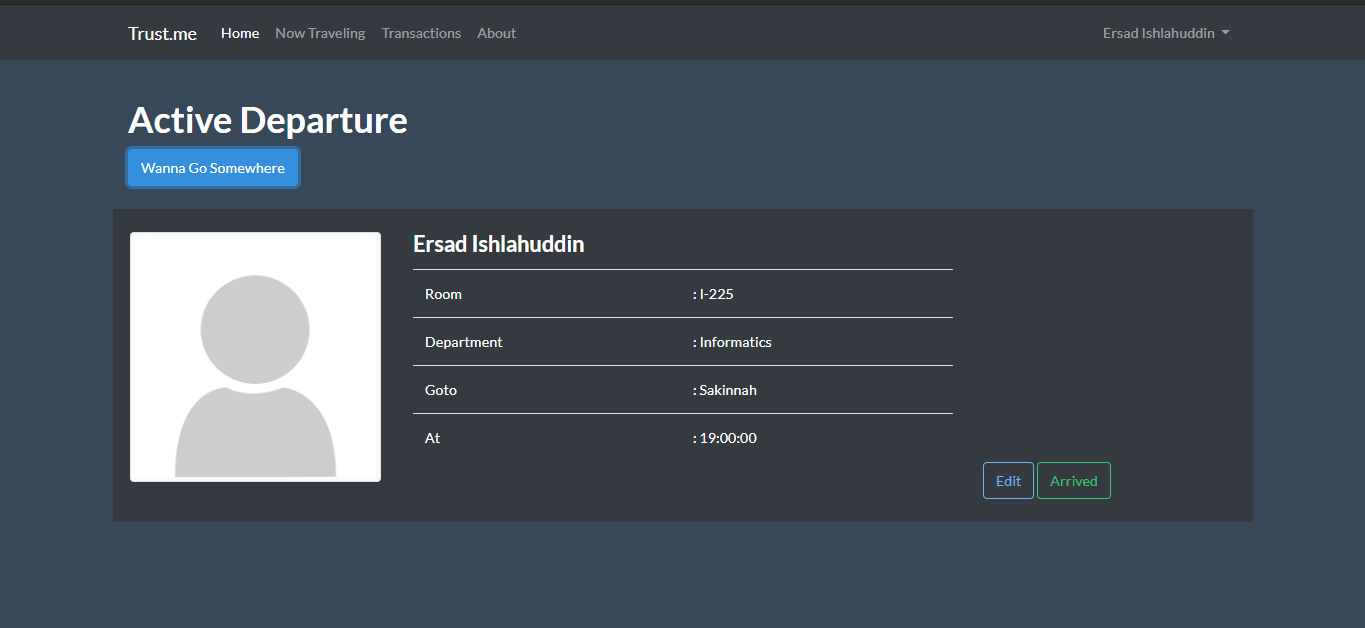 Trust.me Home Now Traveling Transactions About Ersad Ishlahuddin
Active Departure
Wanna Go Somewhere
Ersad Ishlahuddin
Room : I-225
Department : Informatics
Goto : Sakinnah
At : 19:00:00
Edit Arrived